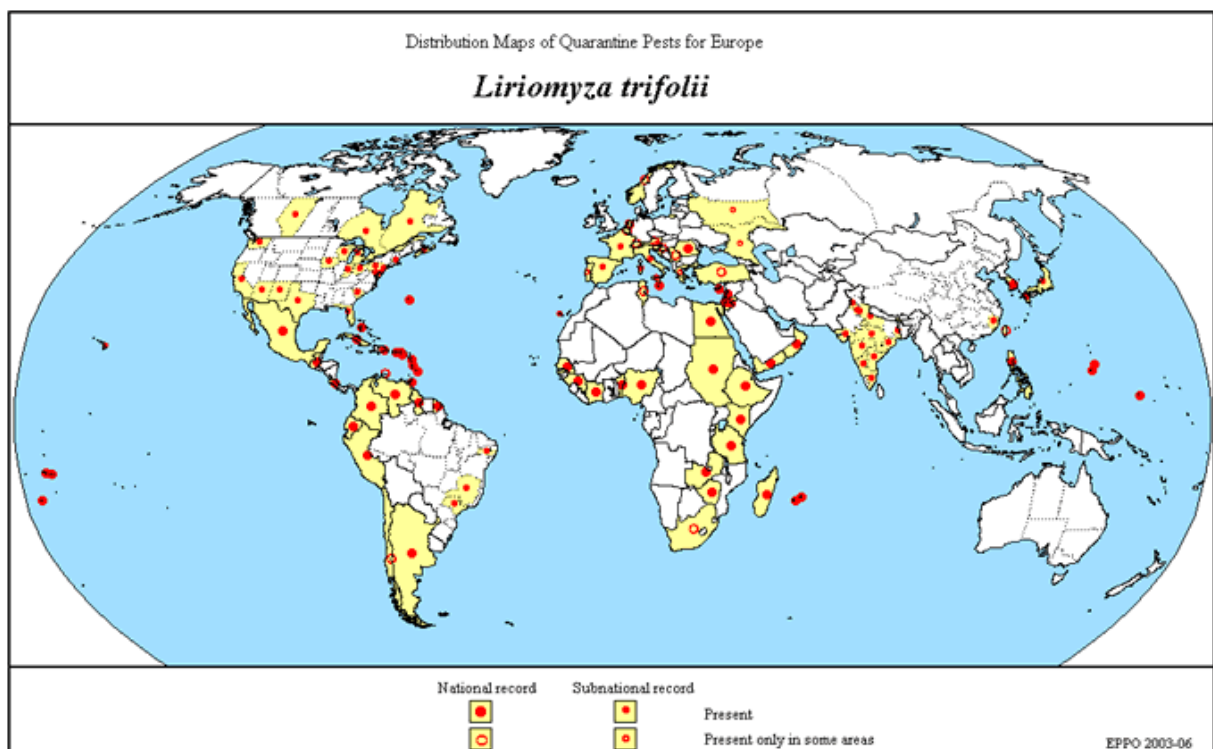 Distribution Maps of Quarantine Pests for Europe
Liriomyza trifolii
National record Subnational record
Present
Present only in some areas
EPPO 2003-06